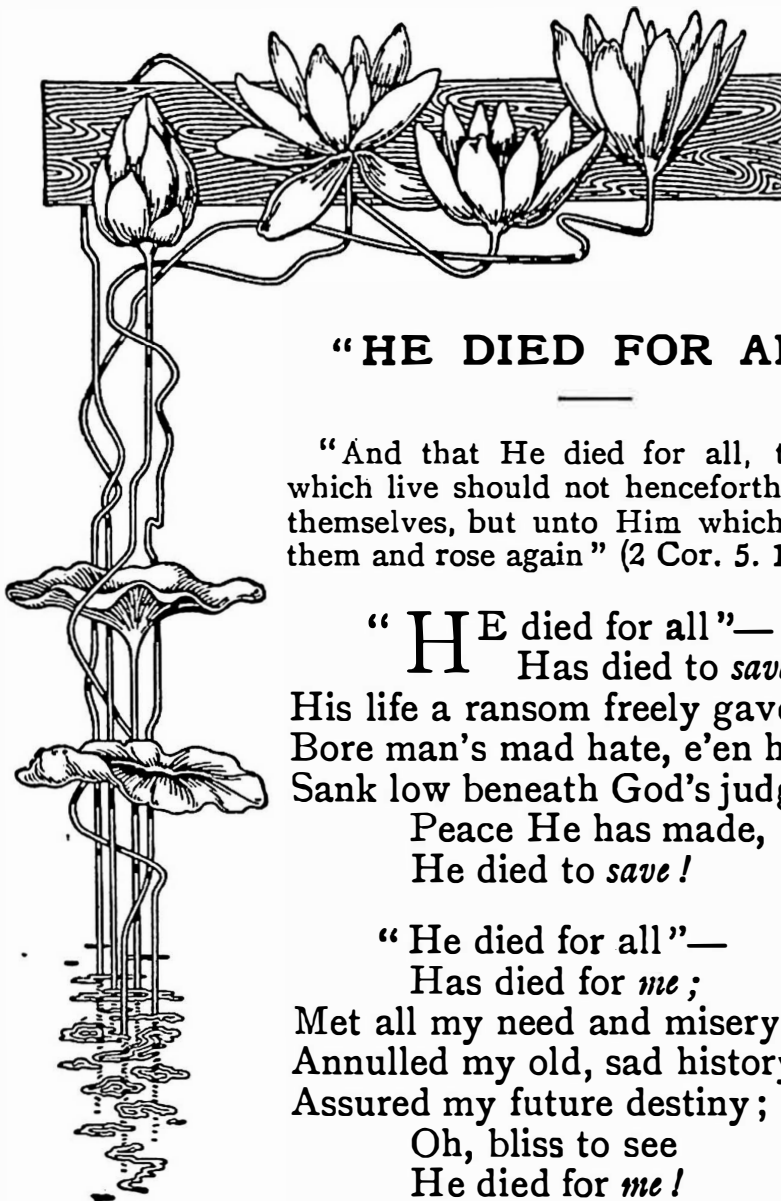 “HE DIED FOR
“And that He died for all,
which live should not henceforth
themselves, but unto Him which
them and rose again” (2 Cor. 5.
“HE died for all”—
Has died to
His life a ransom freely gave
Bore man's mad hate, e'en
Sank low beneath God's
Peace He has made,
He died to save!
“He died for all”—
Has died for me;
Met all my need and misery
Annulled my old, sad history
Assured my future destiny;
Oh, bliss to see
He died for me!